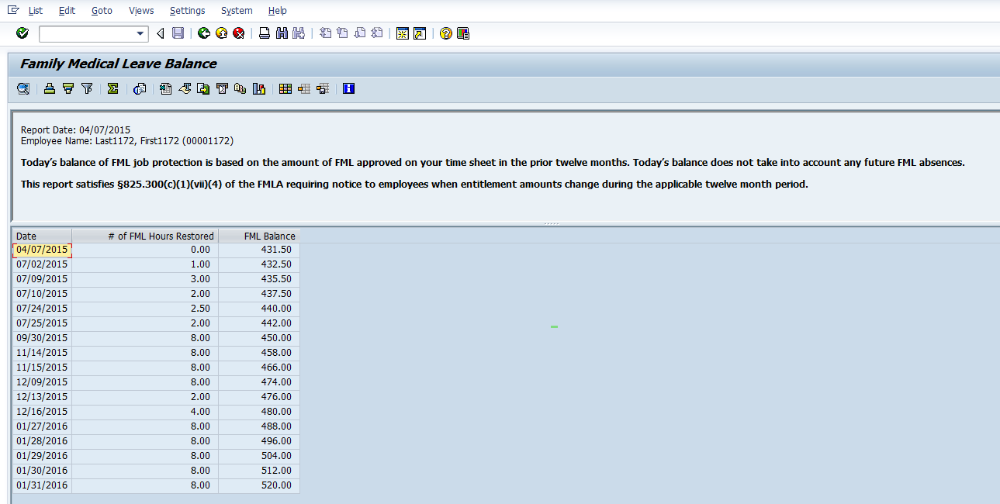 List Edit Goto Views Settings System Help
Family Medical Leave Balance
Report Date: 04/07/2015
Employee Name: Last1172, First1172 (00001172)
Today's balance of FML job protection is based on the amount of FML approved on your time sheet in the prior twelve months. Today's balance does not take into account any future FML absences.
This report satisfies §825.300(c)(1)(vii)(4) of the FMLA requiring notice to employees when entitlement amounts change during the applicable twelve month period.
Date # of FML Hours Restored FML Balance
04/07/2015 0.00 431.50
07/02/2015 1.00 432.50
07/09/2015 3.00 435.50
07/10/2015 2.00 437.50
07/24/2015 2.50 440.00
07/25/2015 2.00 442.00
09/30/2015 8.00 450.00
11/14/2015 8.00 458.00
11/15/2015 8.00 466.00
12/09/2015 8.00 474.00
12/13/2015 2.00 476.00
12/16/2015 4.00 480.00
01/27/2016 8.00 488.00
01/28/2016 8.00 496.00
01/29/2016 8.00 504.00
01/30/2016 8.00 512.00
01/31/2016 8.00 520.00